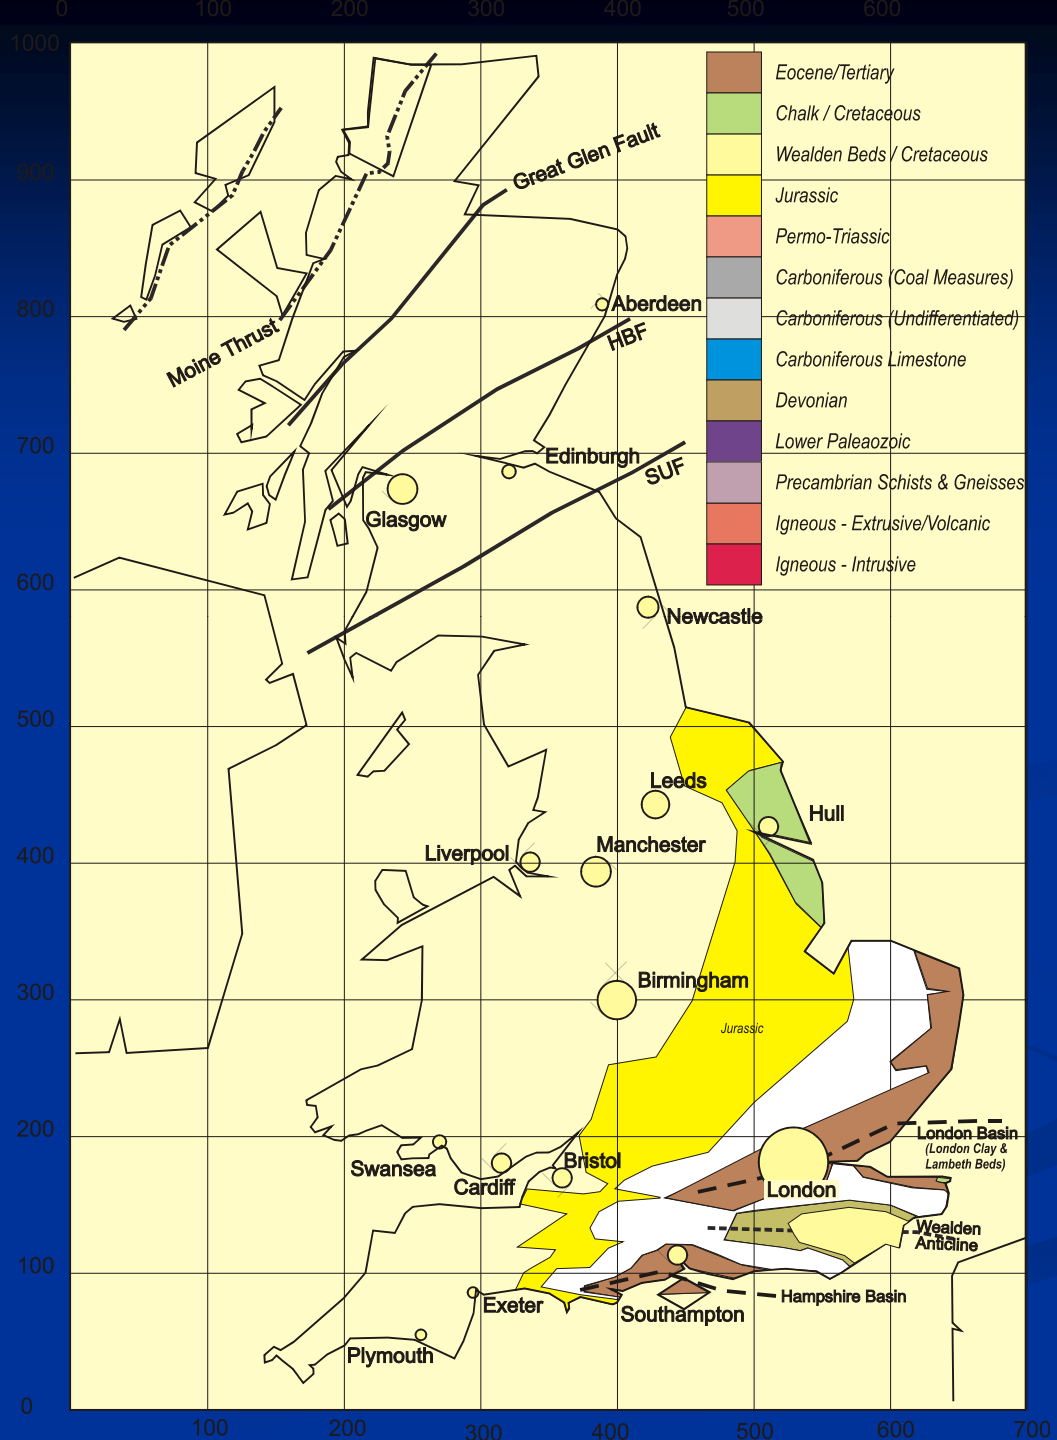 0 100 200 300 400 500 600
1000
Eocene/Tertiary
Chalk / Cretaceous
Great Glen Fault
Wealden Beds / Cretaceous
900
Jurassic
Permo-Triassic
Carboniferous (Coal Measures)
800
Aberdeen
Carboniferous (Undifferentiated)
HBF
Moine Thrust
Carboniferous Limestone
Devonian
700
Lower Paleaozoic
Edinburgh
SUF
Precambrian Schists & Gneisses
Glasgow
Igneous - Extrusive/Volcanic
Igneous - Intrusive
600
Newcastle
500
Leeds
Hull
Manchester
Liverpool
400
Birmingham
300
Jurassic
200
London Basin
(London Clay &
Lambeth Beds)
Swansea
Bristol
Cardiff
London
Wealden
Anticline
100
Hampshire Basin
Exeter
Southampton
Plymouth
0
100 200 300 400 500 600 700